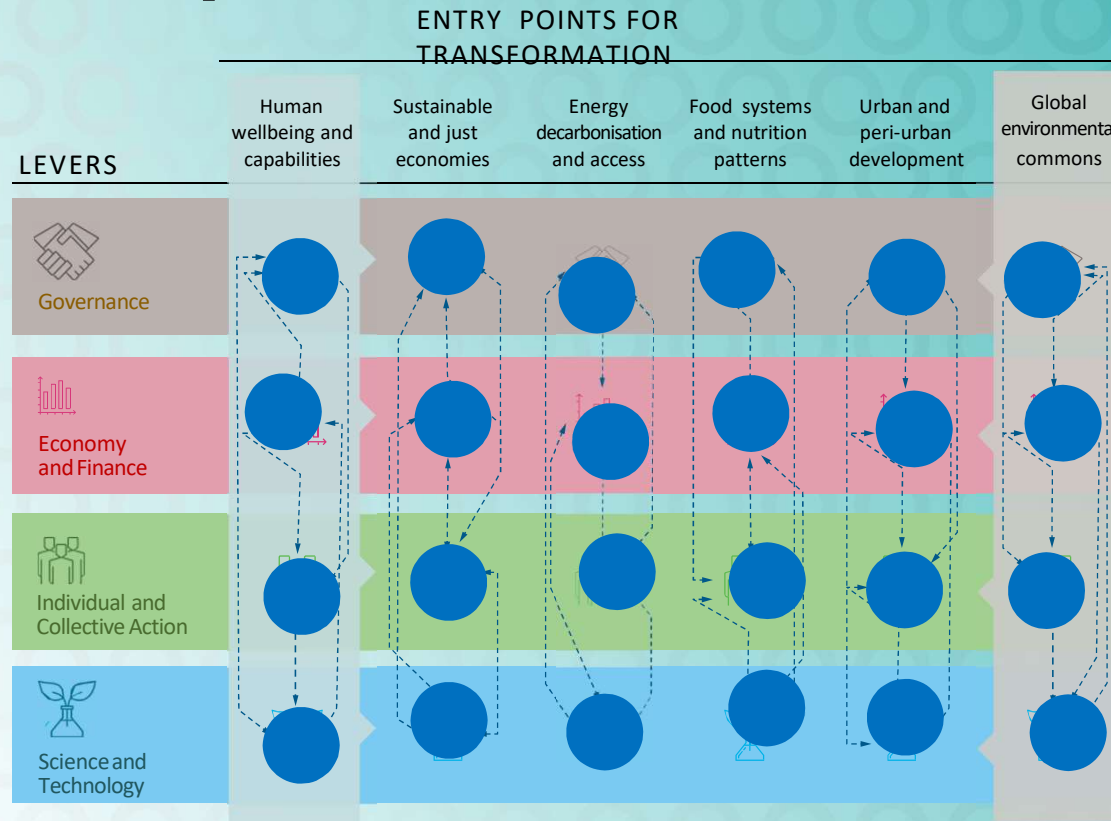 ENTRY POINTS FOR
TRANSFORMATION
LEVERS
Human
wellbeing and
capabilities
Sustainable
and just
economies
Energy
decarbonisation
and access
Food systems
and nutrition
patterns
Urban and
peri-urban
development
Global
environmenta
commons
Governance
Economy
and Finance
Individual and
Collective Action
Science and
Technology